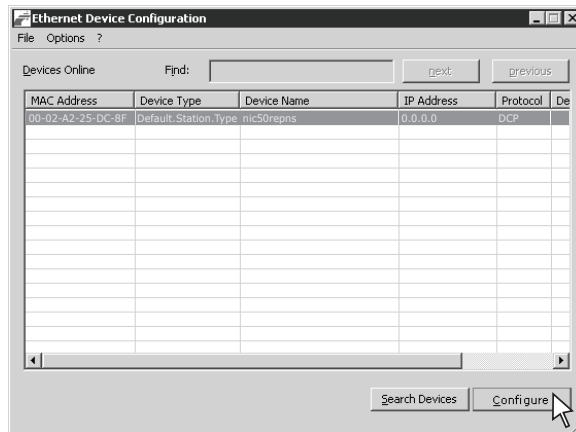 Ethernet Device Configuration
File Options ?
Devices Online Find: next previous
MAC Address Device Type Device Name IP Address Protocol De
00-02-A2-25-DC-8F Default.Station.Type nic50repns 0.0.0.0 DCP
Search Devices Configure